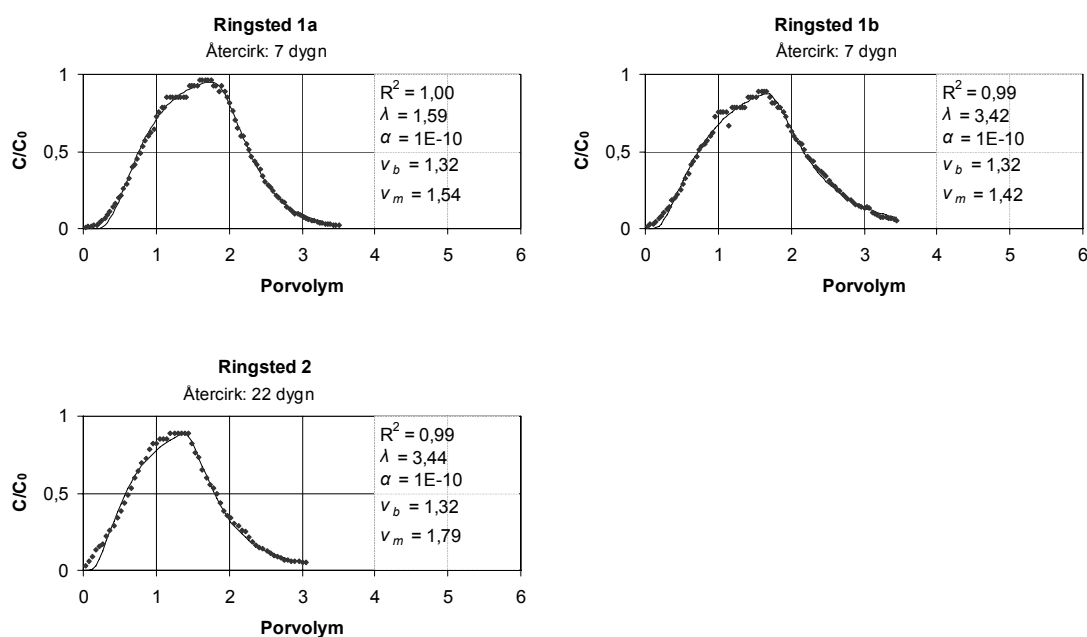 Ringsted 1a
Återcirk: 7 dygn
1
0,5
0
C/C₀
R² = 1,00
λ = 1,59
α = 1E-10
v_b = 1,32
v_m = 1,54
0 1 2 3 4 5 6
Porvolym
Ringsted 1b
Återcirk: 7 dygn
1
0,5
0
C/C₀
R² = 0,99
λ = 3,42
α = 1E-10
v_b = 1,32
v_m = 1,42
0 1 2 3 4 5 6
Porvolym
Ringsted 2
Återcirk: 22 dygn
1
0,5
0
C/C₀
R² = 0,99
λ = 3,44
α = 1E-10
v_b = 1,32
v_m = 1,79
0 1 2 3 4 5 6
Porvolym